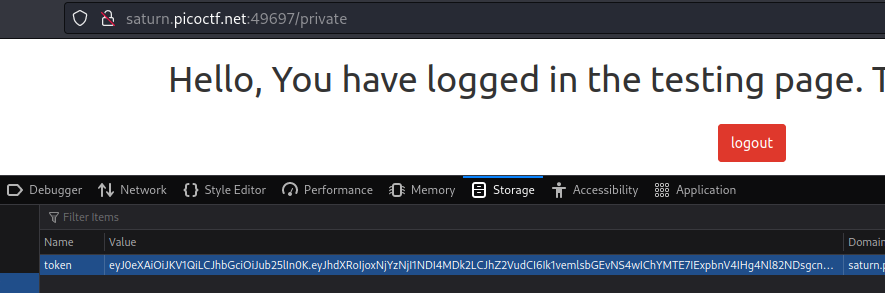 saturn.picoctf.net:49697/private
Hello, You have logged in the testing page. T
logout
Debugger Network Style Editor Performance Memory Storage Accessibility Application
Filter Items
Name Value Domain
token eyJ0eXAiOiJKV1QiLCJhbGciOiJub25lIn0K.eyJhdXRoIjoxNjYzNjI1NDI4MDk2LCJhZ2VudCI6Ik1vemlsbGEvNS4wIChYMTE7IExpbnV4IHg4Nl82NDsgcn... saturn.p